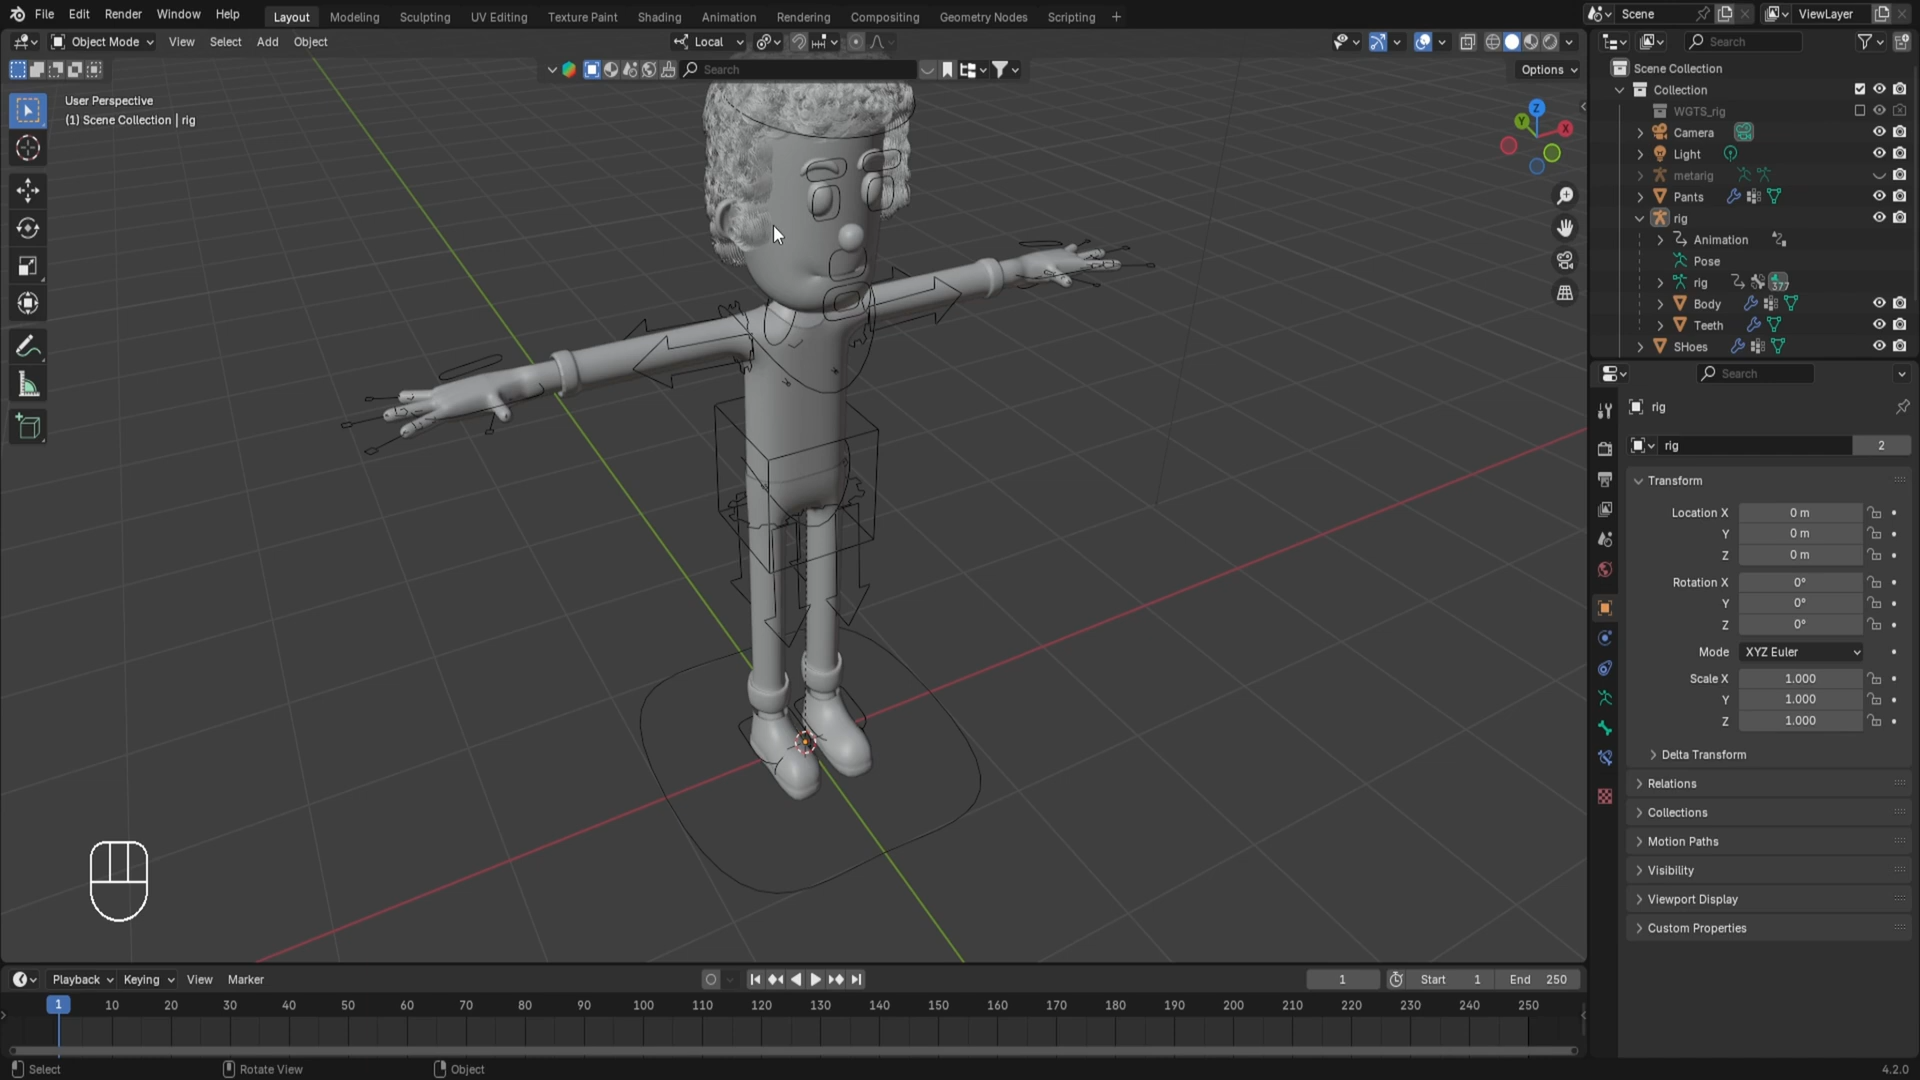 File Edit Render Window Help Layout Modeling Sculpting UV Editing Texture Paint Shading Animation Rendering Compositing Geometry Nodes Scripting + Scene ViewLayer
Object Mode View Select Add Object Local Search
Search Options
User Perspective
(1) Scene Collection | rig
Z
Y
X
Scene Collection
Collection
WGTS_rig
Camera
Light
metarig
Pants
rig
Animation
Pose
rig 377
Body
Teeth
SHoes
Search
rig
rig 2
Transform
Location X 0 m
Y 0 m
Z 0 m
Rotation X 0°
Y 0°
Z 0°
Mode XYZ Euler
Scale X 1.000
Y 1.000
Z 1.000
Delta Transform
Relations
Collections
Motion Paths
Visibility
Viewport Display
Custom Properties
Playback Keying View Marker 1 Start 1 End 250
1 10 20 30 40 50 60 70 80 90 100 110 120 130 140 150 160 170 180 190 200 210 220 230 240 250
Select Rotate View Object 4.2.0